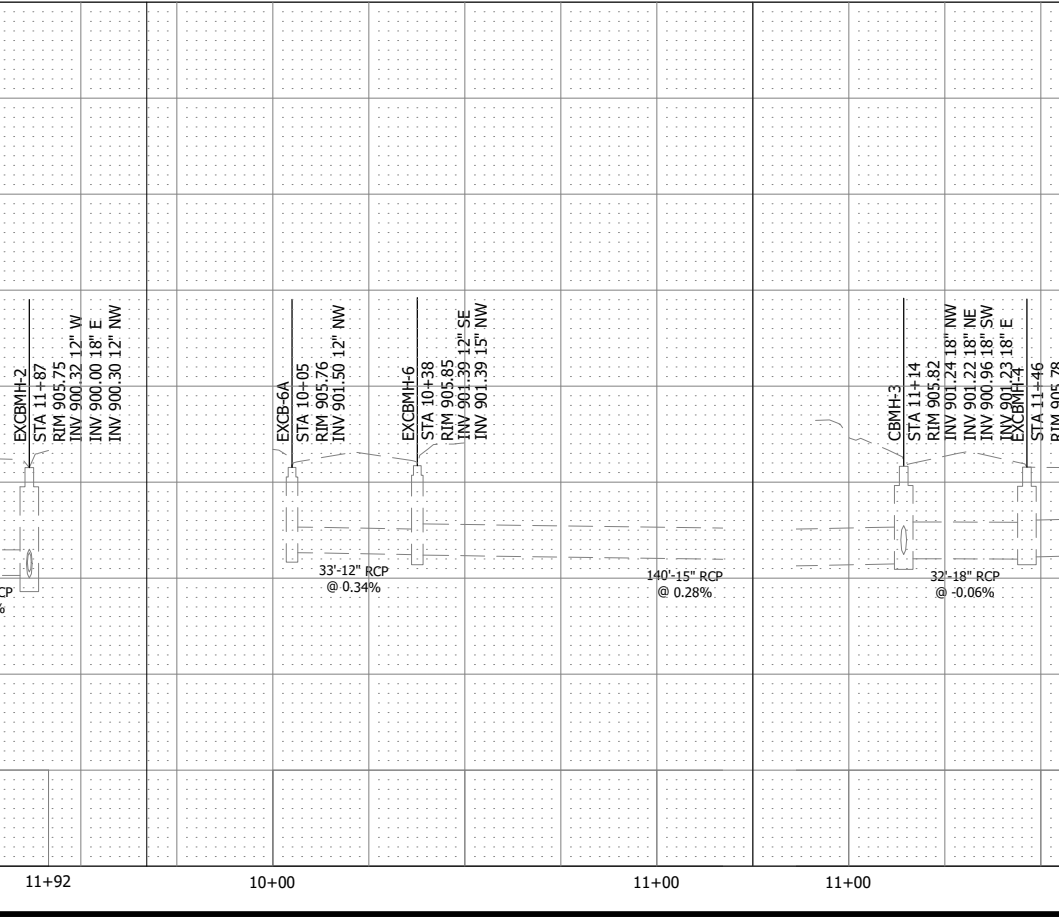 EXCBMH-2
STA 11+87
RIM 905.75
INV 900.32 12" W
INV 900.00 18" E
INV 900.30 12" NW
EXCB-6A
STA 10+05
RIM 905.76
INV 901.50 12" NW
EXCBMH-6
STA 10+38
RIM 905.85
INV 901.39 12" SE
INV 901.39 15" NW
CBMH-3
STA 11+14
RIM 905.82
INV 901.24 18" NW
INV 901.22 18" NE
INV 900.96 18" SW
INV 901.23 18" E
EXCBMH-4
STA 11+46
RIM 905.78
CP
%
33'-12" RCP
@ 0.34%
140'-15" RCP
@ 0.28%
32'-18" RCP
@ -0.06%
11+92
10+00
11+00
11+00